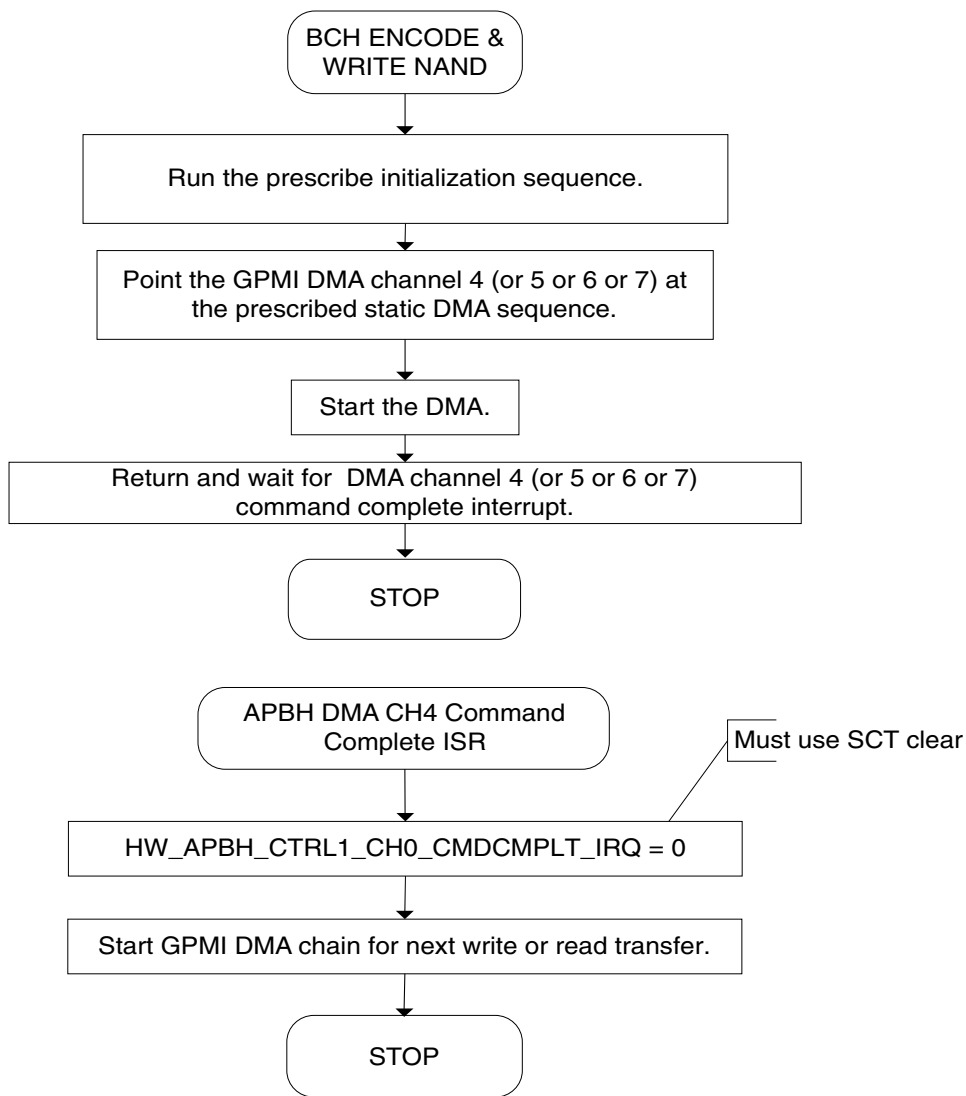 BCH ENCODE &
WRITE NAND
Run the prescribe initialization sequence.
Point the GPMI DMA channel 4 (or 5 or 6 or 7) at
the prescribed static DMA sequence.
Start the DMA.
Return and wait for DMA channel 4 (or 5 or 6 or 7)
command complete interrupt.
STOP
APBH DMA CH4 Command
Complete ISR
Must use SCT clear
HW_APBH_CTRL1_CH0_CMDCMPLT_IRQ = 0
Start GPMI DMA chain for next write or read transfer.
STOP